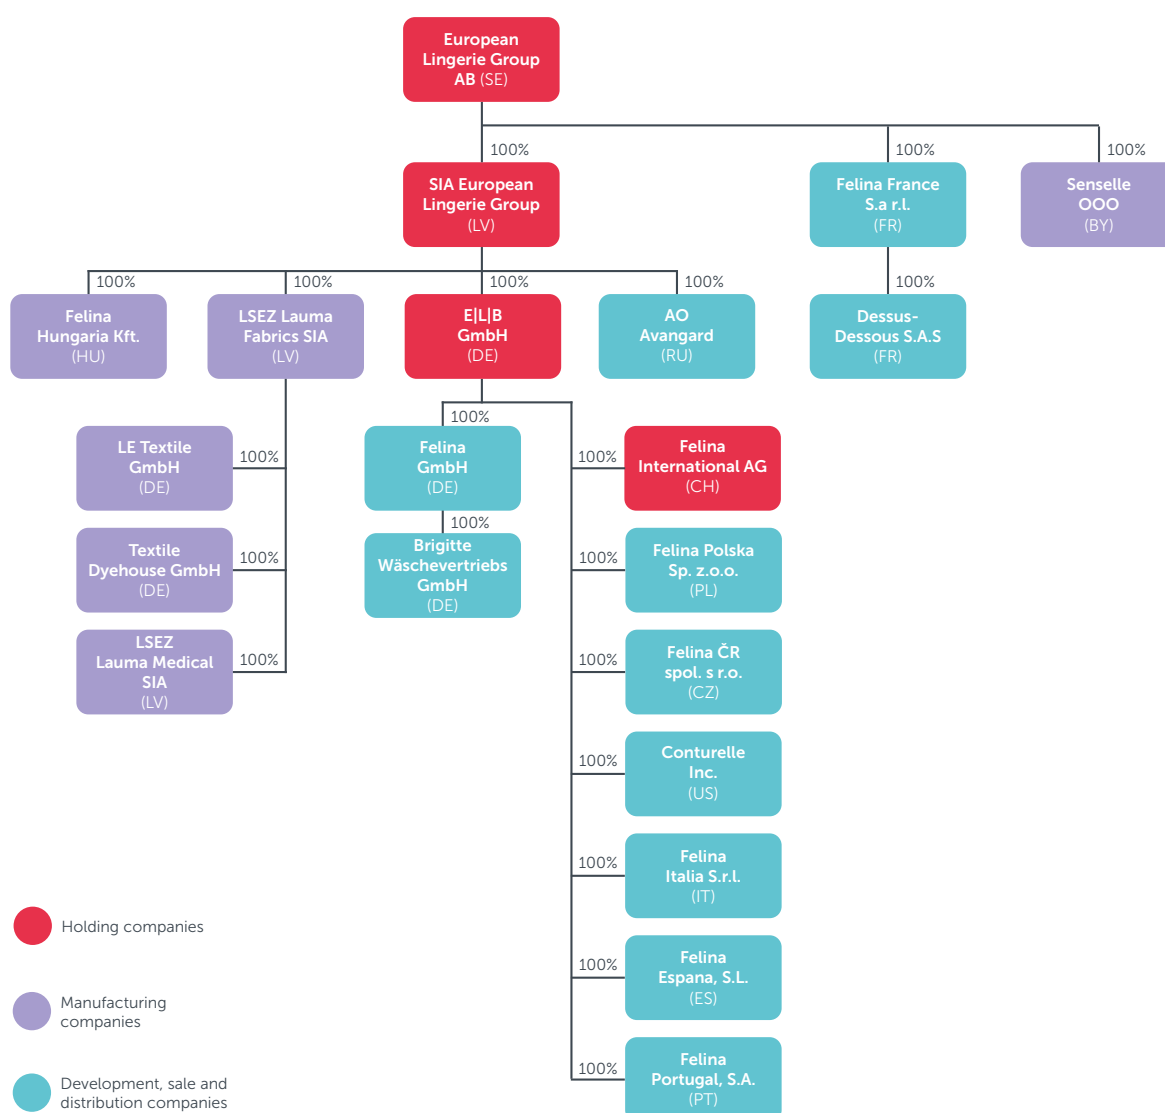 European
Lingerie Group
AB (SE)
100%
100%
100%
SIA European
Lingerie Group
(LV)
Felina France
S.a r.l.
(FR)
Senselle
OOO
(BY)
100%
100%
100%
100%
100%
Felina
Hungaria Kft.
(HU)
LSEZ Lauma
Fabrics SIA
(LV)
E|L|B
GmbH
(DE)
AO
Avangard
(RU)
Dessus-
Dessous S.A.S
(FR)
100%
LE Textile
GmbH
(DE)
100%
Felina
GmbH
(DE)
100%
Felina
International AG
(CH)
100%
Textile
Dyehouse GmbH
(DE)
100%
Brigitte
Wäschevertriebs
GmbH
(DE)
100%
Felina Polska
Sp. z.o.o.
(PL)
LSEZ
Lauma Medical
SIA
(LV)
100%
100%
Felina ČR
spol. s r.o.
(CZ)
100%
Conturelle
Inc.
(US)
100%
Felina
Italia S.r.l.
(IT)
100%
Felina
Espana, S.L.
(ES)
100%
Felina
Portugal, S.A.
(PT)
Holding companies
Manufacturing
companies
Development, sale and
distribution companies